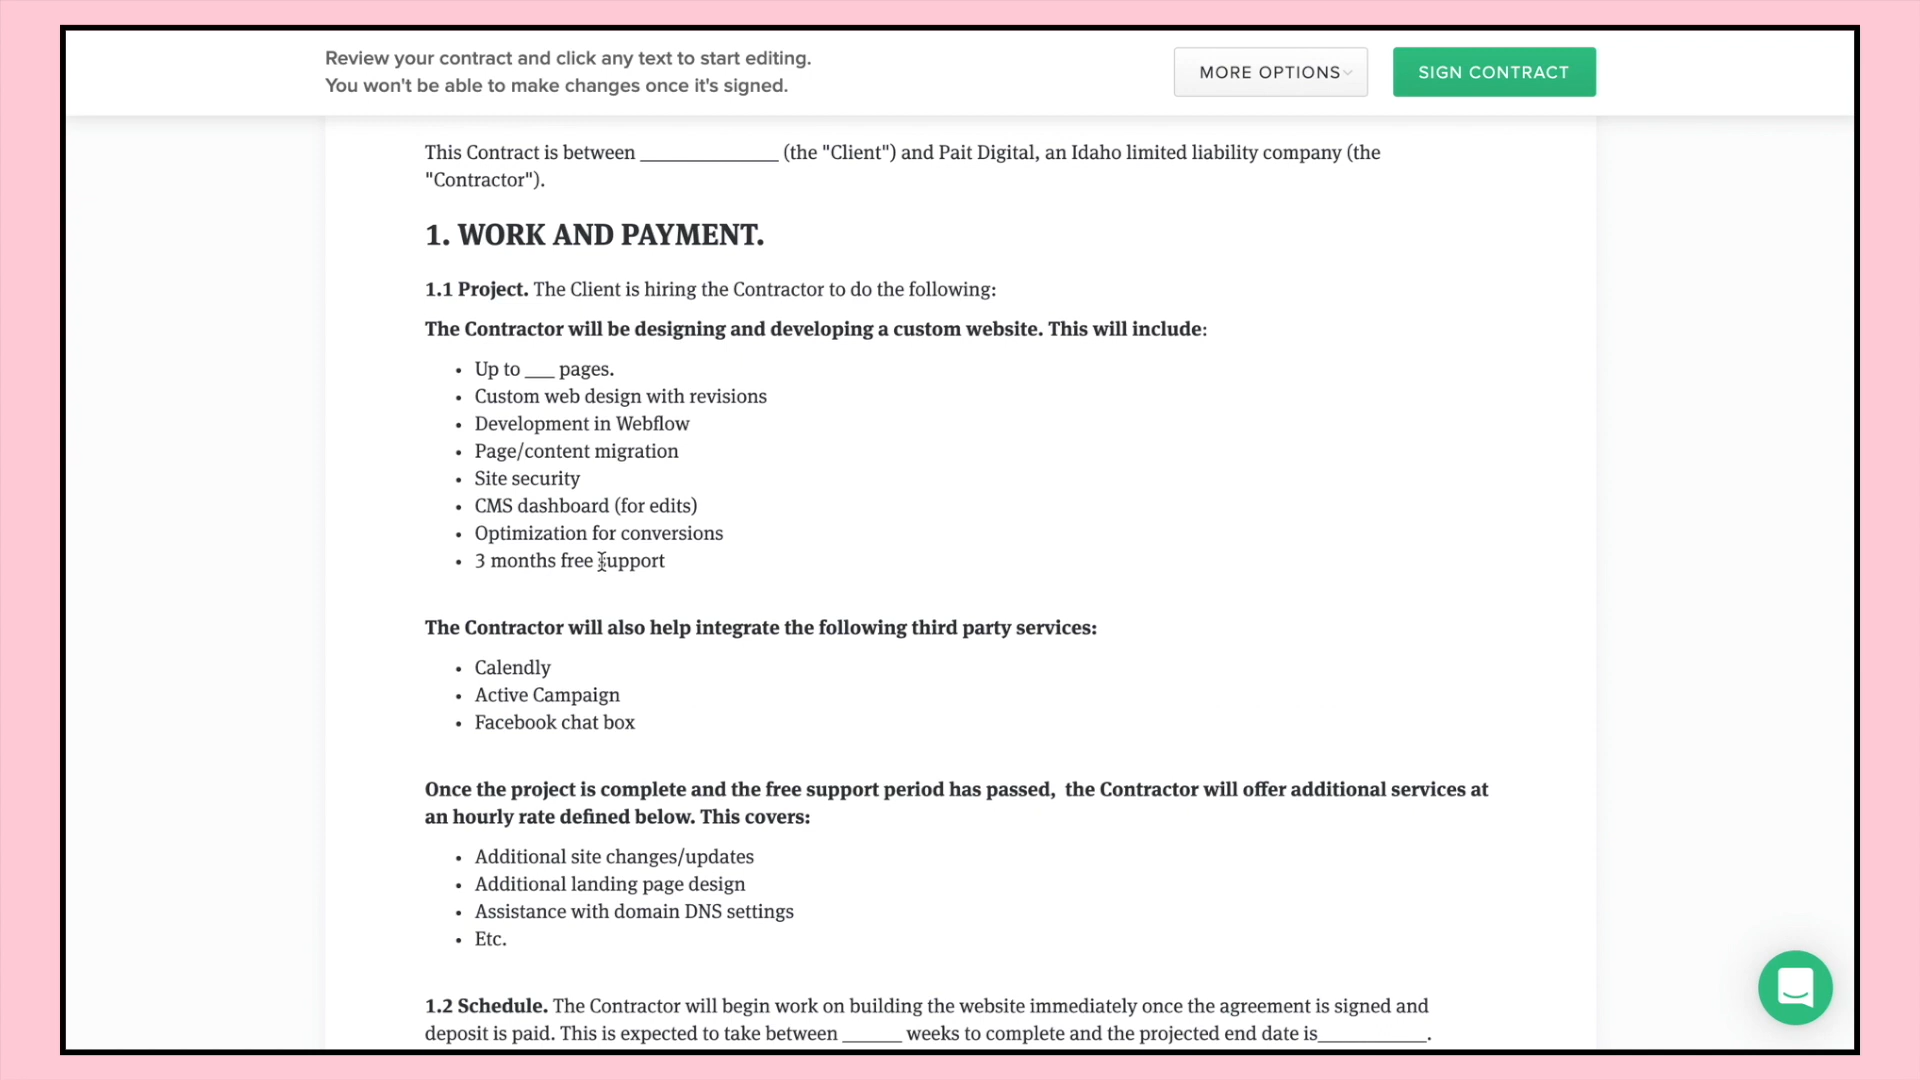 Review your contract and click any text to start editing.
You won't be able to make changes once it's signed.
MORE OPTIONS
SIGN CONTRACT
This Contract is between ______________ (the "Client") and Pait Digital, an Idaho limited liability company (the
"Contractor").
1. WORK AND PAYMENT.
1.1 Project. The Client is hiring the Contractor to do the following:
The Contractor will be designing and developing a custom website. This will include:
• Up to ___ pages.
• Custom web design with revisions
• Development in Webflow
• Page/content migration
• Site security
• CMS dashboard (for edits)
• Optimization for conversions
• 3 months free support
The Contractor will also help integrate the following third party services:
• Calendly
• Active Campaign
• Facebook chat box
Once the project is complete and the free support period has passed,  the Contractor will offer additional services at
an hourly rate defined below. This covers:
• Additional site changes/updates
• Additional landing page design
• Assistance with domain DNS settings
• Etc.
1.2 Schedule. The Contractor will begin work on building the website immediately once the agreement is signed and
deposit is paid. This is expected to take between ______ weeks to complete and the projected end date is___________.